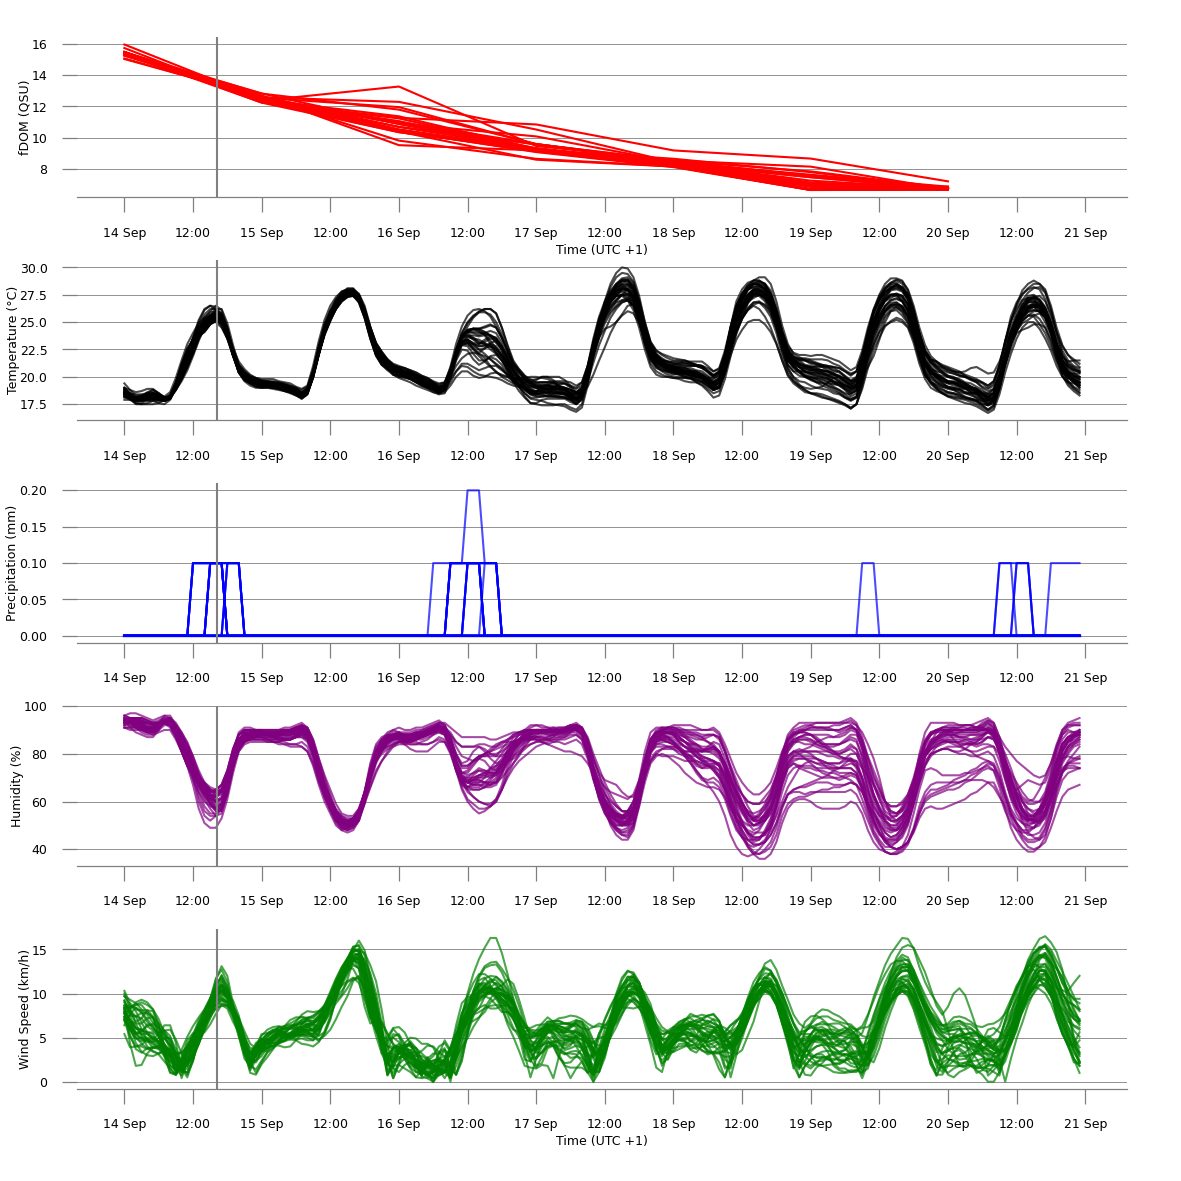 fDOM (QSU)
16
14
12
10
8
14 Sep 12:00 15 Sep 12:00 16 Sep 12:00 17 Sep 12:00 18 Sep 12:00 19 Sep 12:00 20 Sep 12:00 21 Sep
Time (UTC +1)
Temperature (°C)
30.0
27.5
25.0
22.5
20.0
17.5
14 Sep 12:00 15 Sep 12:00 16 Sep 12:00 17 Sep 12:00 18 Sep 12:00 19 Sep 12:00 20 Sep 12:00 21 Sep
Precipitation (mm)
0.20
0.15
0.10
0.05
0.00
14 Sep 12:00 15 Sep 12:00 16 Sep 12:00 17 Sep 12:00 18 Sep 12:00 19 Sep 12:00 20 Sep 12:00 21 Sep
Humidity (%)
100
80
60
40
14 Sep 12:00 15 Sep 12:00 16 Sep 12:00 17 Sep 12:00 18 Sep 12:00 19 Sep 12:00 20 Sep 12:00 21 Sep
Wind Speed (km/h)
15
10
5
0
14 Sep 12:00 15 Sep 12:00 16 Sep 12:00 17 Sep 12:00 18 Sep 12:00 19 Sep 12:00 20 Sep 12:00 21 Sep
Time (UTC +1)